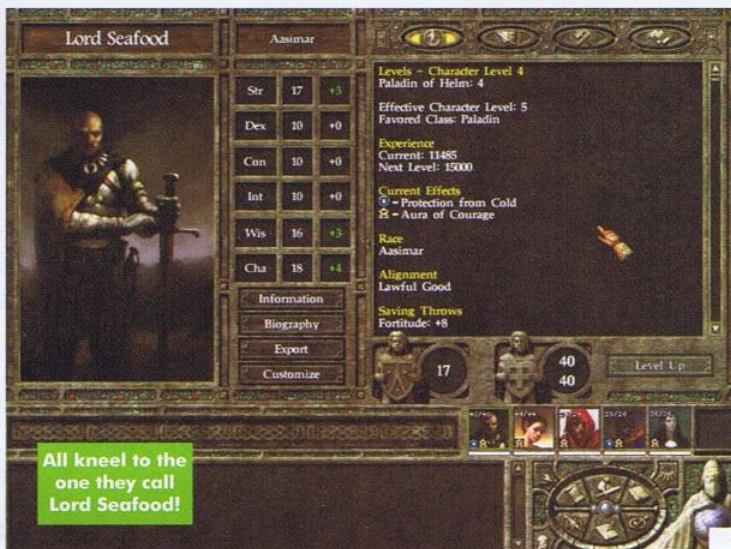 Lord Seafood
Aasimar
Str 17 +3
Dex 10 +0
Con 10 +0
Int 10 +0
Wis 16 +3
Cha 18 +4
Information
Biography
Export
Customize
Levels - Character Level 4
Paladin of Helm: 4
Effective Character Level: 5
Favored Class: Paladin
Experience
Current: 11485
Next Level: 15000
Current Effects
- Protection from Cold
- Aura of Courage
Race
Aasimar
Alignment
Lawful Good
Saving Throws
Fortitude: +8
17
40
40
Level Up
40/40
44/44
All kneel to the
one they call
Lord Seafood!